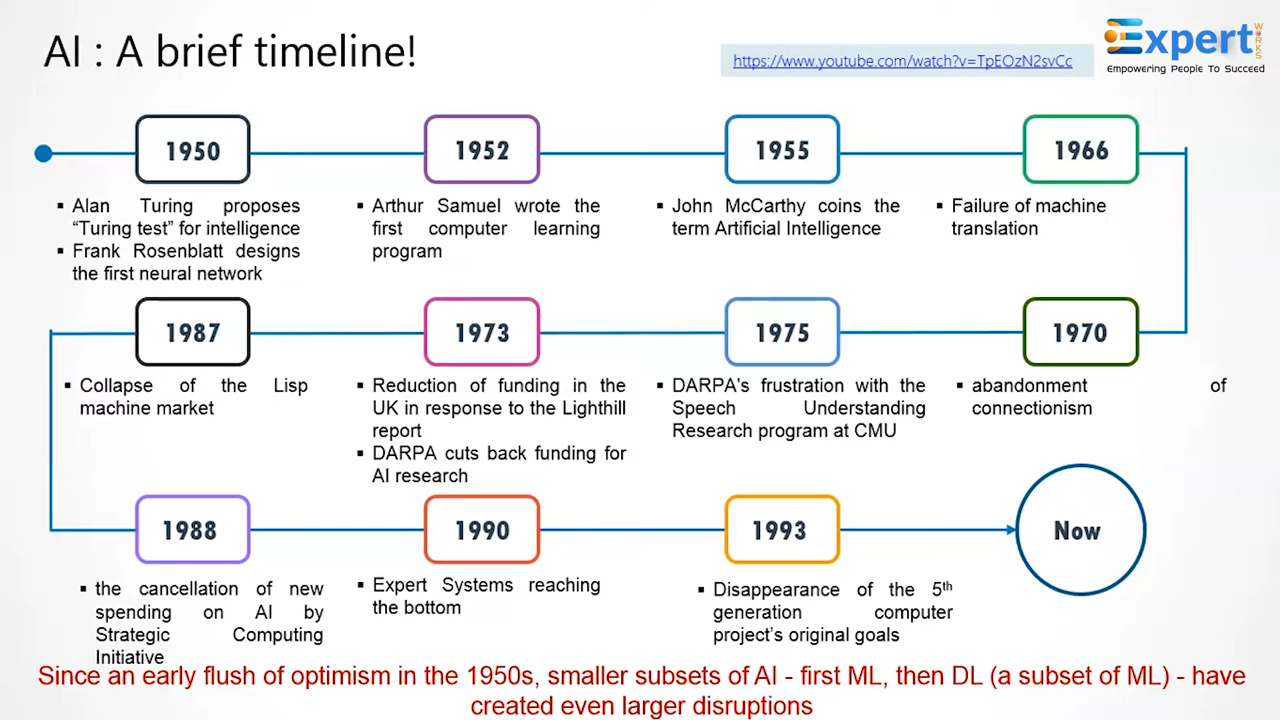 AI : A brief timeline!
https://www.youtube.com/watch?v=TpEOzN2svCc
Expert
WORKS
Empowering People To Succeed
1950
1952
1955
1966
▪ Alan Turing proposes
“Turing test” for intelligence
▪ Frank Rosenblatt designs
the first neural network
▪ Arthur Samuel wrote the
first computer learning
program
▪ John McCarthy coins the
term Artificial Intelligence
▪ Failure of machine
translation
1987
1973
1975
1970
▪ Collapse of the Lisp
machine market
▪ Reduction of funding in the
UK in response to the Lighthill
report
▪ DARPA cuts back funding for
AI research
▪ DARPA's frustration with the
Speech Understanding
Research program at CMU
▪ abandonment of
connectionism
1988
1990
1993
Now
▪ the cancellation of new
spending on AI by
Strategic Computing
Initiative
▪ Expert Systems reaching
the bottom
▪ Disappearance of the 5th
generation computer
project’s original goals
Since an early flush of optimism in the 1950s, smaller subsets of AI - first ML, then DL (a subset of ML) - have
created even larger disruptions